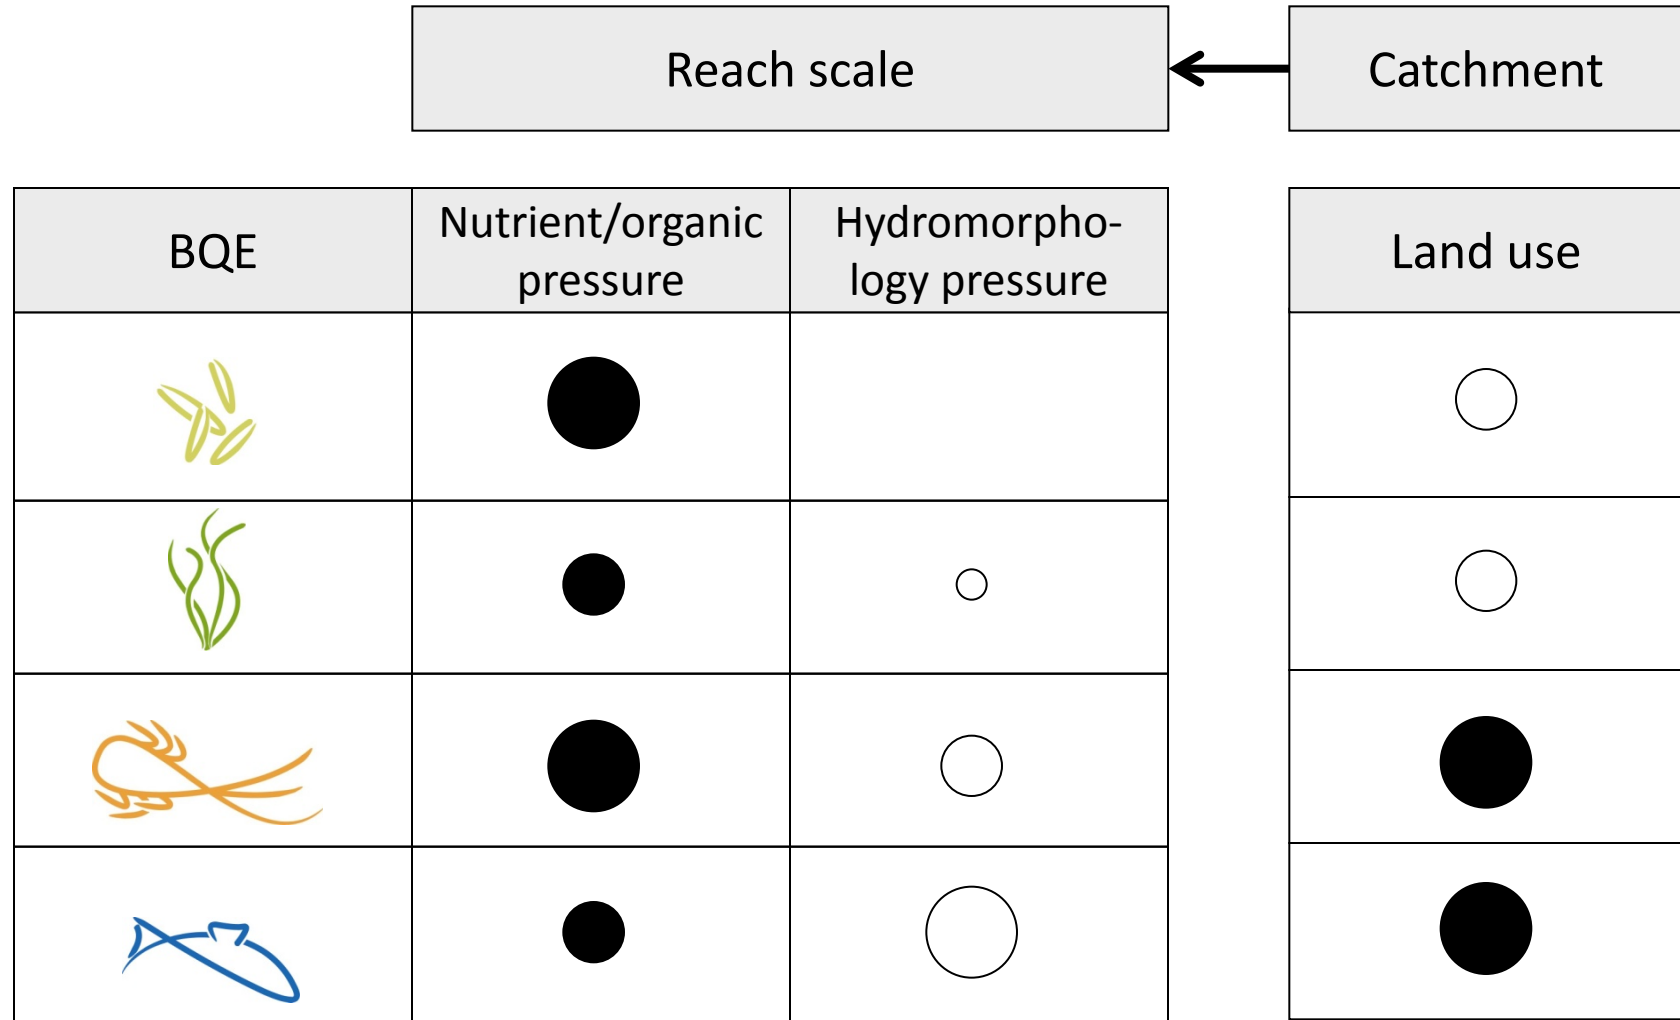 Reach scale
Catchment
BQE
Nutrient/organic
pressure
Hydromorpho-
logy pressure
Land use